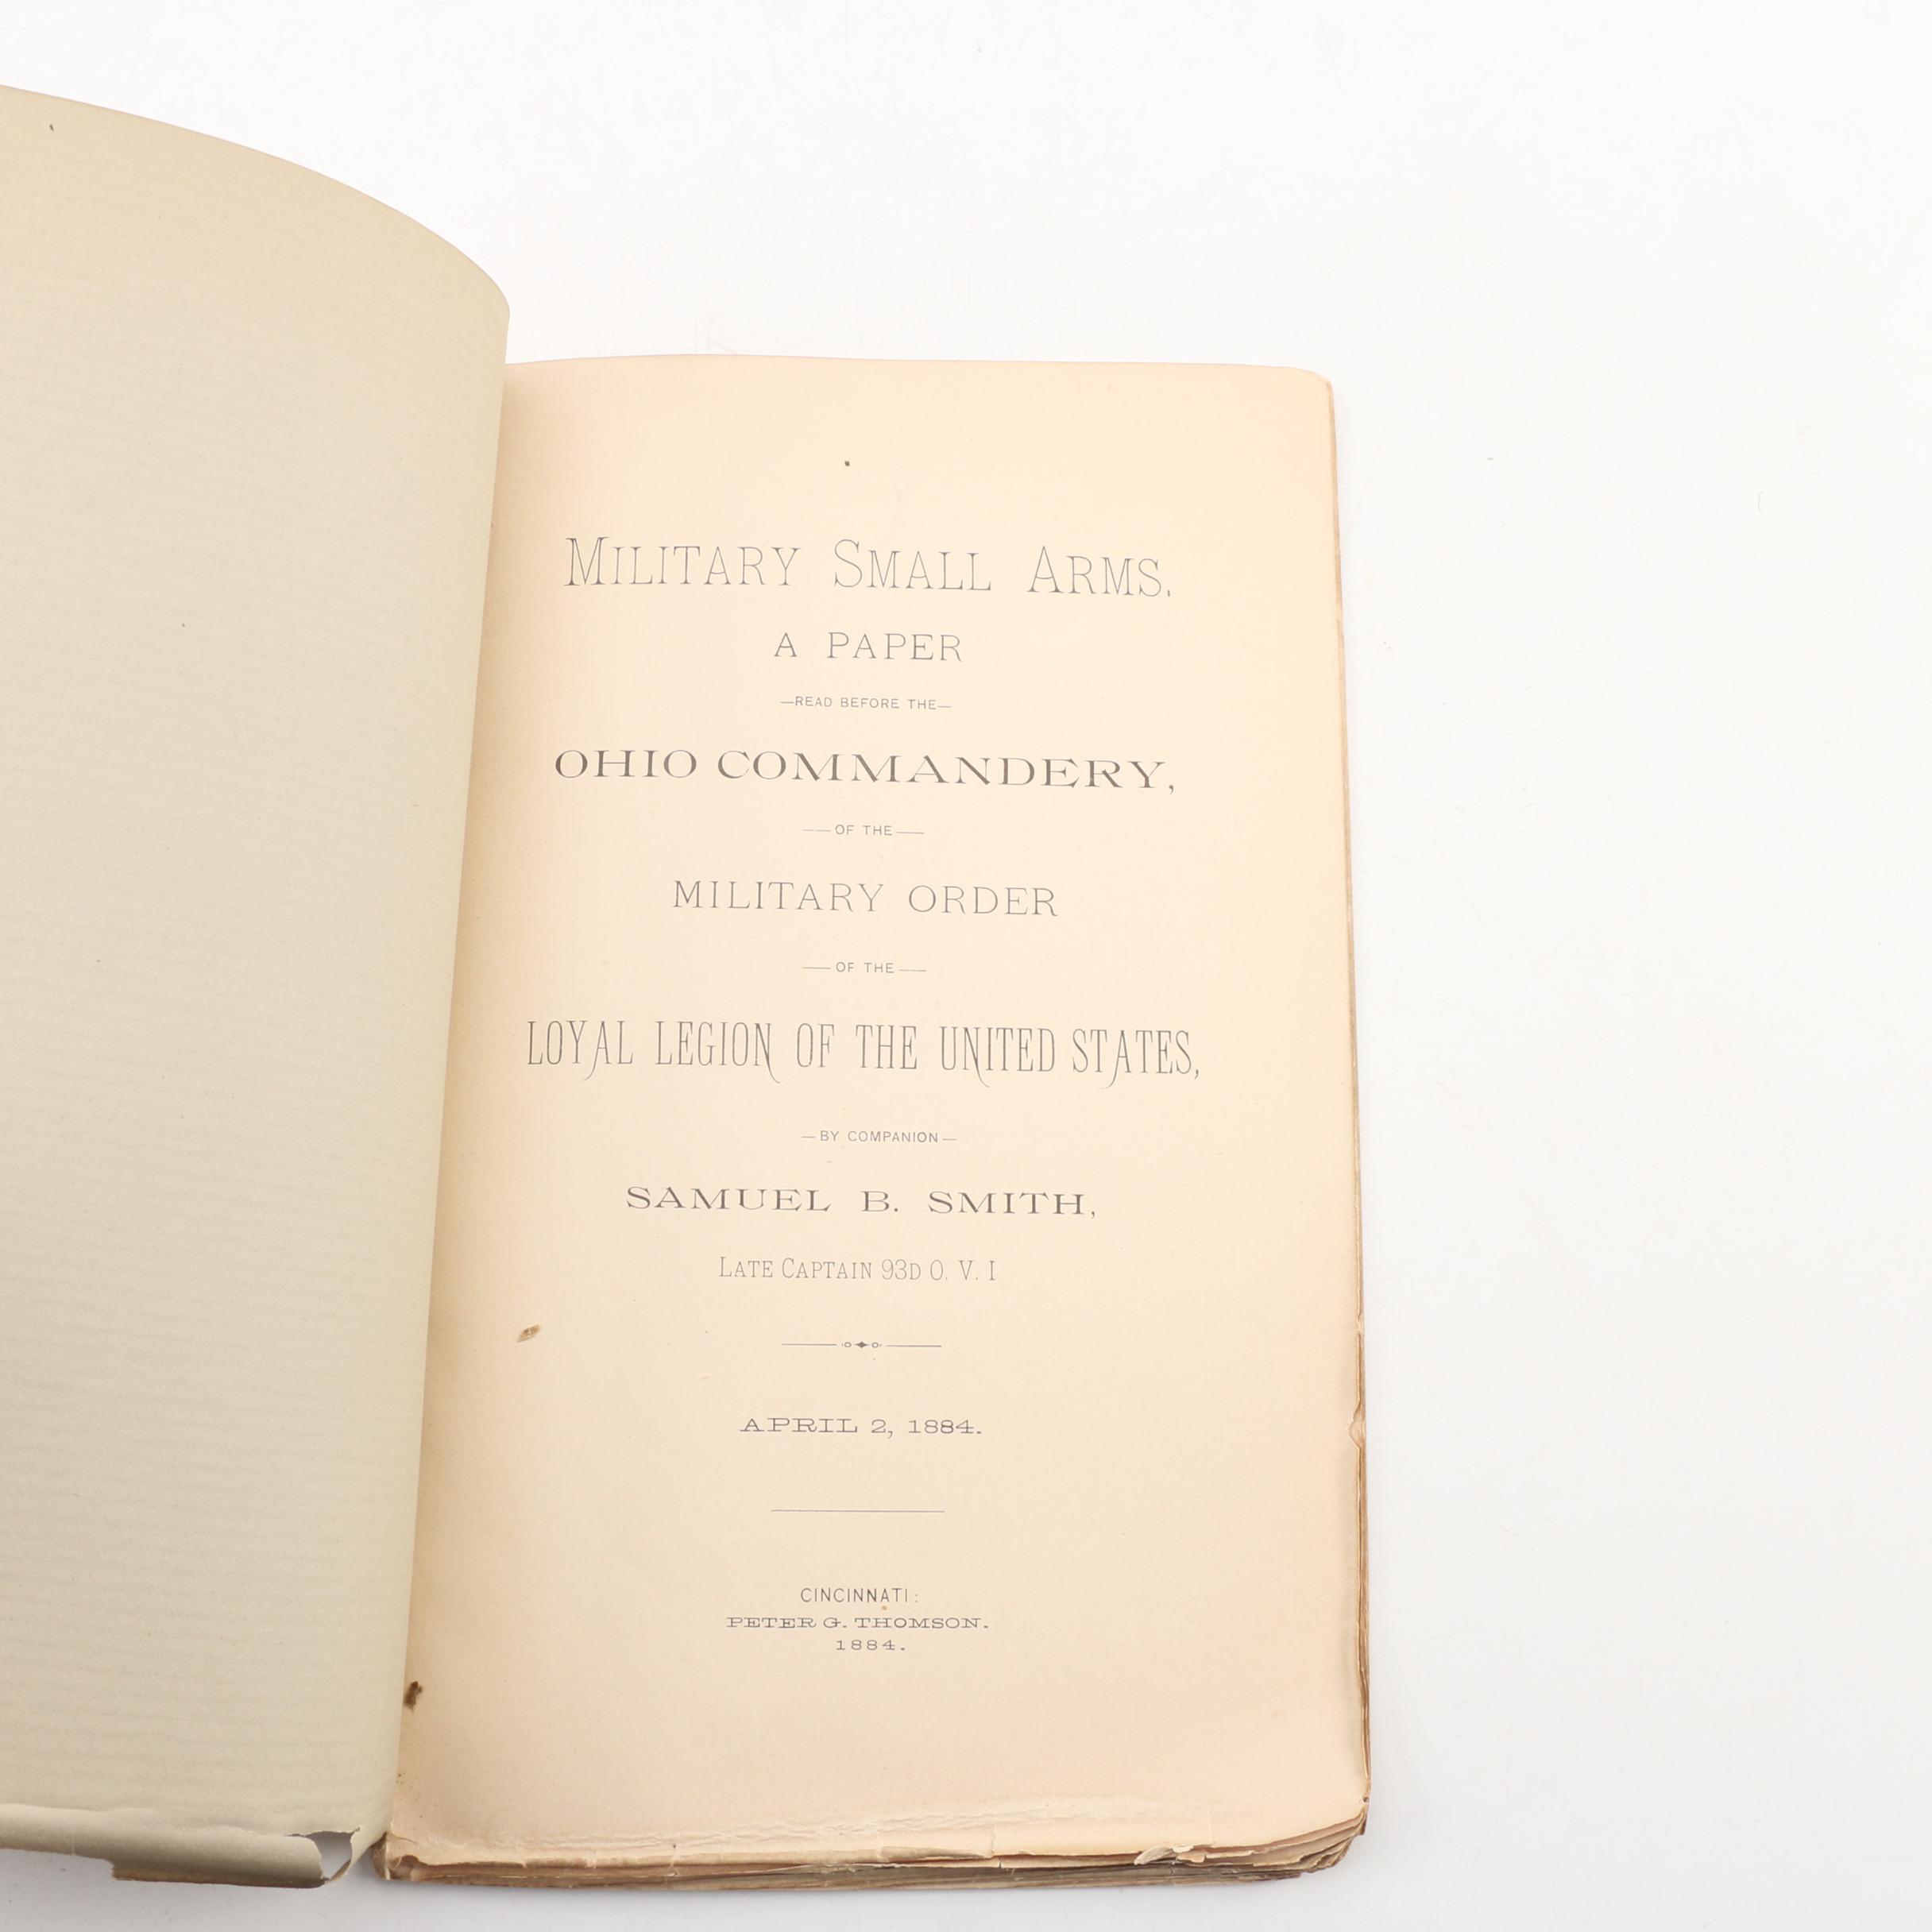 MILITARY SMALL ARMS.
A PAPER
—READ BEFORE THE—
OHIO COMMANDERY,
—OF THE—
MILITARY ORDER
—OF THE—
LOYAL LEGION OF THE UNITED STATES,
—BY COMPANION—
SAMUEL B. SMITH,
LATE CAPTAIN 93D O. V. I
APRIL 2, 1884.
CINCINNATI:
PETER G. THOMSON.
1884.